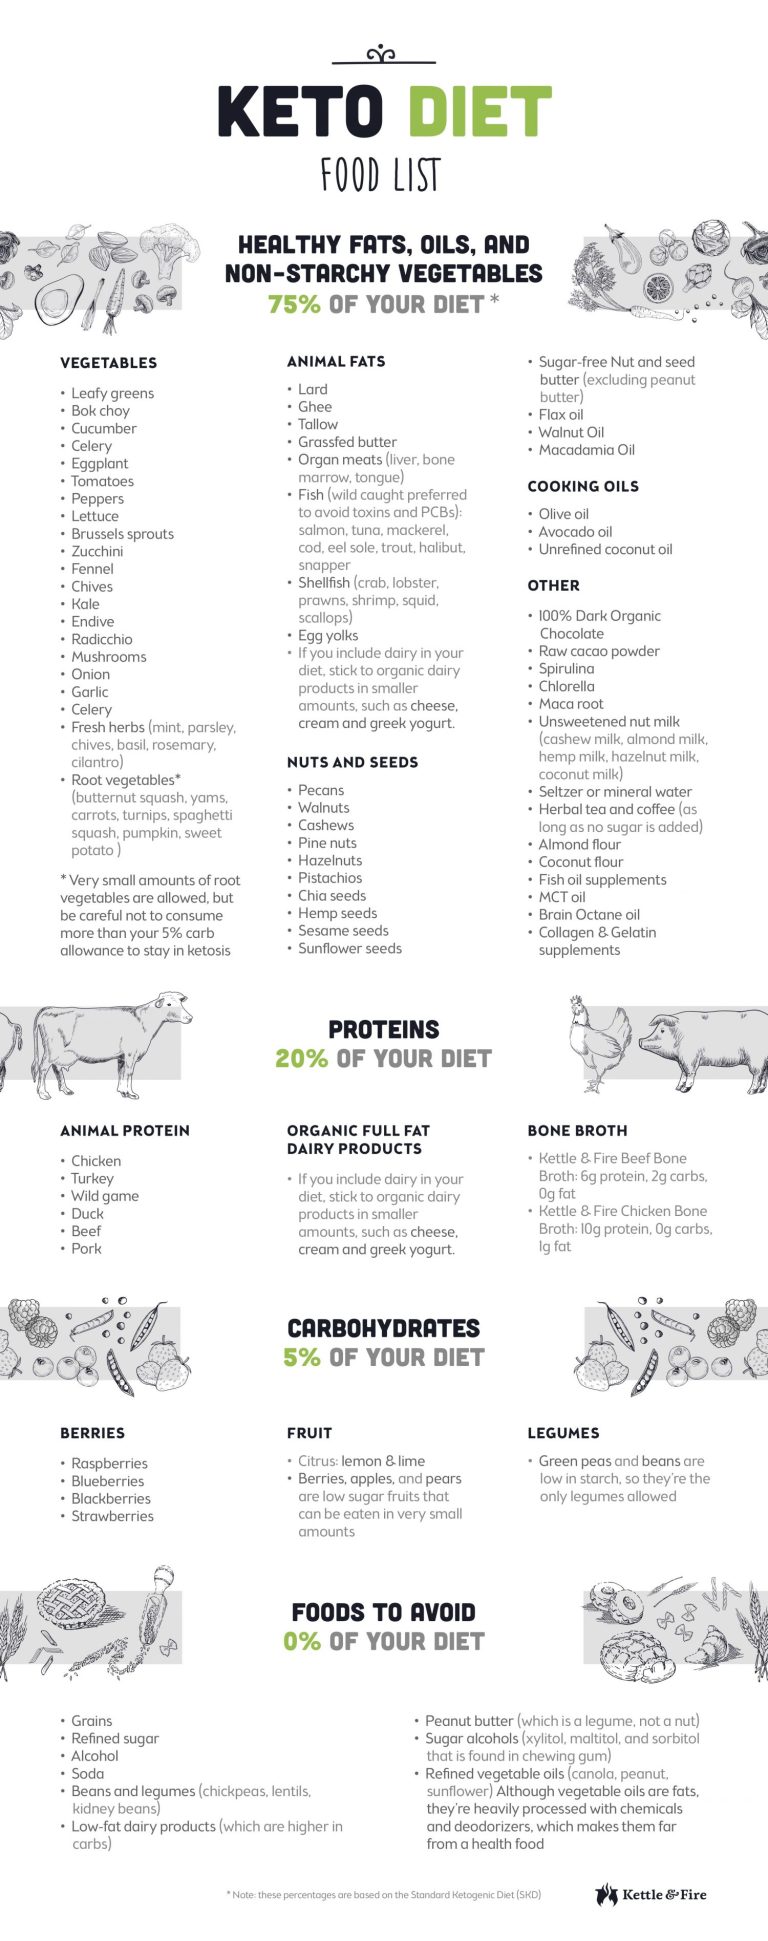 KETO DIET
FOOD LIST
HEALTHY FATS, OILS, AND
NON-STARCHY VEGETABLES
75% OF YOUR DIET *
VEGETABLES
• Leafy greens
• Bok choy
• Cucumber
• Celery
• Eggplant
• Tomatoes
• Peppers
• Lettuce
• Brussels sprouts
• Zucchini
• Fennel
• Chives
• Kale
• Endive
• Radicchio
• Mushrooms
• Onion
• Garlic
• Celery
• Fresh herbs (mint, parsley,
chives, basil, rosemary,
cilantro)
• Root vegetables*
(butternut squash, yams,
carrots, turnips, spaghetti
squash, pumpkin, sweet
potato )
* Very small amounts of root
vegetables are allowed, but
be careful not to consume
more than your 5% carb
allowance to stay in ketosis
ANIMAL FATS
• Lard
• Ghee
• Tallow
• Grassfed butter
• Organ meats (liver, bone
marrow, tongue)
• Fish (wild caught preferred
to avoid toxins and PCBs):
salmon, tuna, mackerel,
cod, eel sole, trout, halibut,
snapper
• Shellfish (crab, lobster,
prawns, shrimp, squid,
scallops)
• Egg yolks
• If you include dairy in your
diet, stick to organic dairy
products in smaller
amounts, such as cheese,
cream and greek yogurt.
NUTS AND SEEDS
• Pecans
• Walnuts
• Cashews
• Pine nuts
• Hazelnuts
• Pistachios
• Chia seeds
• Hemp seeds
• Sesame seeds
• Sunflower seeds
• Sugar-free Nut and seed
butter (excluding peanut
butter)
• Flax oil
• Walnut Oil
• Macadamia Oil
COOKING OILS
• Olive oil
• Avocado oil
• Unrefined coconut oil
OTHER
• 100% Dark Organic
Chocolate
• Raw cacao powder
• Spirulina
• Chlorella
• Maca root
• Unsweetened nut milk
(cashew milk, almond milk,
hemp milk, hazelnut milk,
coconut milk)
• Seltzer or mineral water
• Herbal tea and coffee (as
long as no sugar is added)
• Almond flour
• Coconut flour
• Fish oil supplements
• MCT oil
• Brain Octane oil
• Collagen & Gelatin
supplements
PROTEINS
20% OF YOUR DIET
ANIMAL PROTEIN
• Chicken
• Turkey
• Wild game
• Duck
• Beef
• Pork
ORGANIC FULL FAT
DAIRY PRODUCTS
• If you include dairy in your
diet, stick to organic dairy
products in smaller
amounts, such as cheese,
cream and greek yogurt.
BONE BROTH
• Kettle & Fire Beef Bone
Broth: 6g protein, 2g carbs,
0g fat
• Kettle & Fire Chicken Bone
Broth: 10g protein, 0g carbs,
1g fat
CARBOHYDRATES
5% OF YOUR DIET
BERRIES
• Raspberries
• Blueberries
• Blackberries
• Strawberries
FRUIT
• Citrus: lemon & lime
• Berries, apples, and pears
are low sugar fruits that
can be eaten in very small
amounts
LEGUMES
• Green peas and beans are
low in starch, so they're the
only legumes allowed
FOODS TO AVOID
0% OF YOUR DIET
• Grains
• Refined sugar
• Alcohol
• Soda
• Beans and legumes (chickpeas, lentils,
kidney beans)
• Low-fat dairy products (which are higher in
carbs)
• Peanut butter (which is a legume, not a nut)
• Sugar alcohols (xylitol, maltitol, and sorbitol
that is found in chewing gum)
• Refined vegetable oils (canola, peanut,
sunflower) Although vegetable oils are fats,
they're heavily processed with chemicals
and deodorizers, which makes them far
from a health food
* Note: these percentages are based on the Standard Ketogenic Diet (SKD)
Kettle & Fire